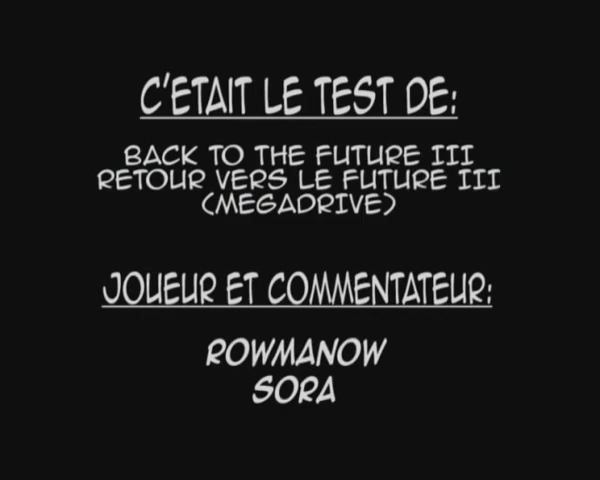 C'ETAIT LE TEST DE:
BACK TO THE FUTURE III
RETOUR VERS LE FUTURE III
(MEGADRIVE)
JOUEUR ET COMMENTATEUR:
ROWMANOW
SORA